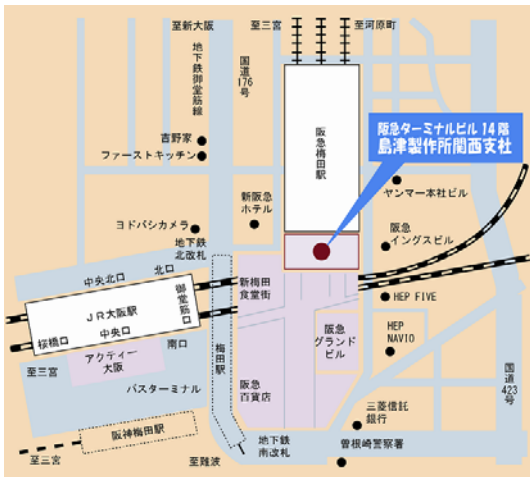 至新大阪
至三宮
至河原町
地下鉄御堂筋線
国道176号
阪急梅田駅
阪急ターミナルビル 14階
島津製作所関西支社
吉野家
ファーストキッチン
ヤンマー本社ビル
新阪急
ホテル
ヨドバシカメラ
地下鉄
北改札
阪急
イングスビル
中央北口
北口
御堂筋口
新梅田
食堂街
JR大阪駅
桜橋口
中央口
HEP FIVE
梅田駅
阪急
グランド
ビル
HEP
NAVIO
アクティー
大阪
南口
至三宮
バスターミナル
阪急
百貨店
国道423号
三菱信託
銀行
阪神梅田駅
地下鉄
南改札
曽根崎警察署
至三宮
至難波